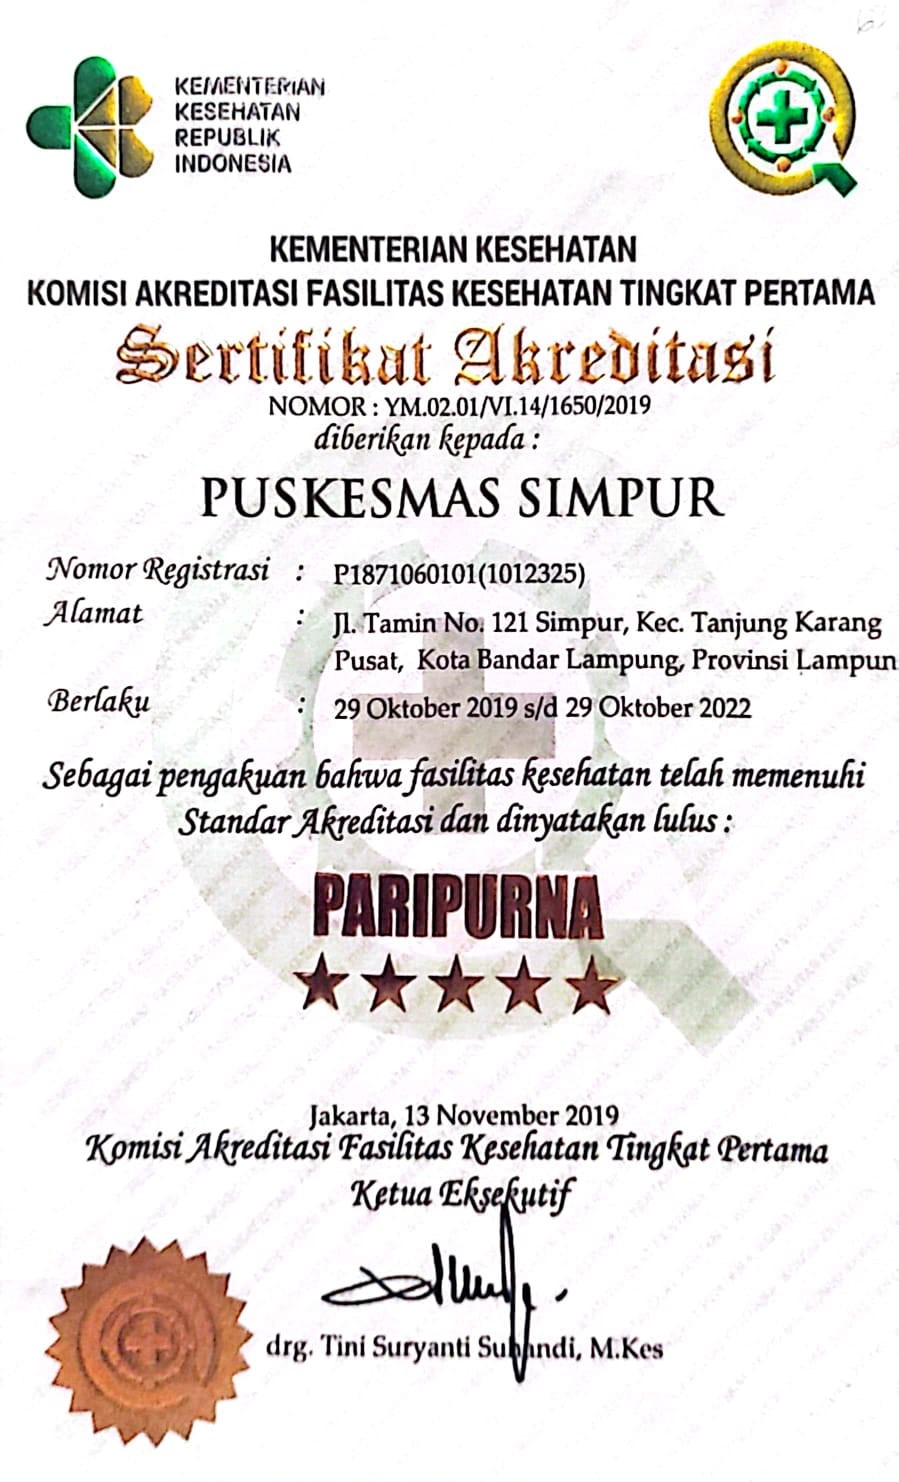 KEMENTERIAN
KESEHATAN
REPUBLIK
INDONESIA
KEMENTERIAN KESEHATAN
KOMISI AKREDITASI FASILITAS KESEHATAN TINGKAT PERTAMA
Sertifikat Akreditasi
NOMOR : YM.02.01/VI.14/1650/2019
diberikan kepada :
PUSKESMAS SIMPUR
Nomor Registrasi : P1871060101(1012325)
Alamat : Jl. Tamin No. 121 Simpur, Kec. Tanjung Karang
Pusat, Kota Bandar Lampung, Provinsi Lampun
Berlaku : 29 Oktober 2019 s/d 29 Oktober 2022
Sebagai pengakuan bahwa fasilitas kesehatan telah memenuhi
Standar Akreditasi dan dinyatakan lulus :
PARIPURNA
Jakarta, 13 November 2019
Komisi Akreditasi Fasilitas Kesehatan Tingkat Pertama
Ketua Eksekutif
drg. Tini Suryanti Suhandi, M.Kes